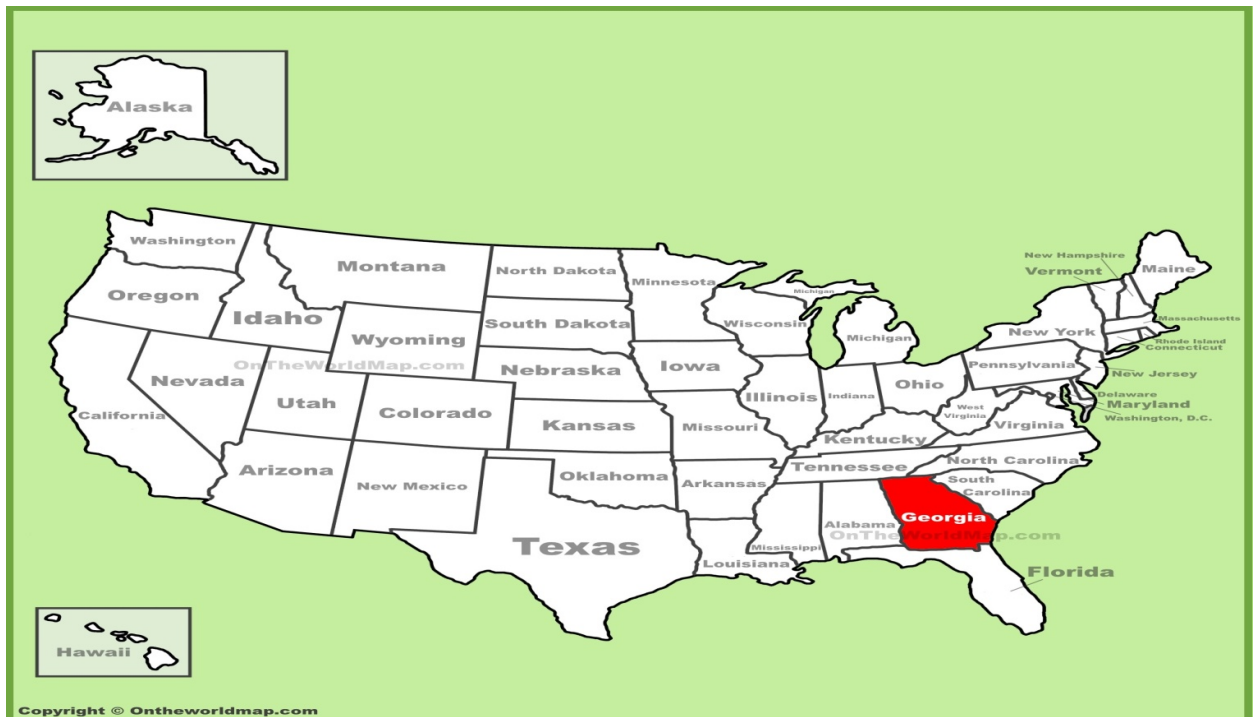 Alaska
Washington
Montana
North Dakota
Minnesota
New Hampshire
Vermont
Maine
Oregon
Idaho
Wyoming
South Dakota
Wisconsin
Michigan
Michigan
New York
Massachusetts
Rhode Island
Connecticut
OnTheWorldMap.com
Nevada
Utah
Colorado
Nebraska
Iowa
Illinois
Indiana
Ohio
Pennsylvania
New Jersey
Delaware
Maryland
Washington, D.C.
California
Kansas
Missouri
Kentucky
West
Virginia
Virginia
Arizona
New Mexico
Oklahoma
Arkansas
Tennessee
North Carolina
South
Carolina
Texas
Louisiana
Mississippi
Alabama
Georgia
OnTheWorldMap.com
Florida
Hawaii
Copyright © Ontheworldmap.com